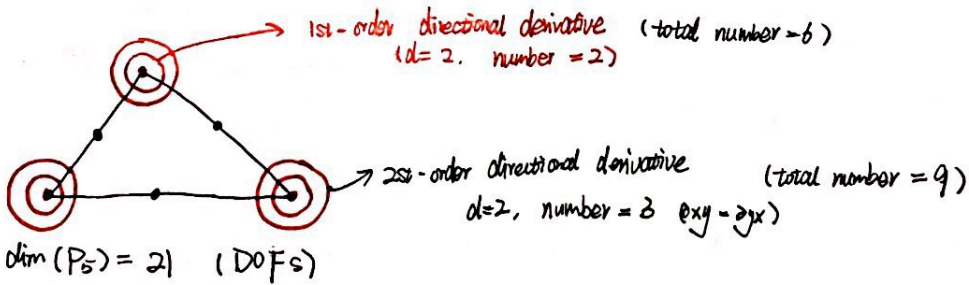 1st-order directional derivative (total number=6)
(d=2, number=2)
2st-order directional derivative (total number=9)
d=2, number=3 (∂xy=∂yx)
dim(P₅)=21 (DOFs)